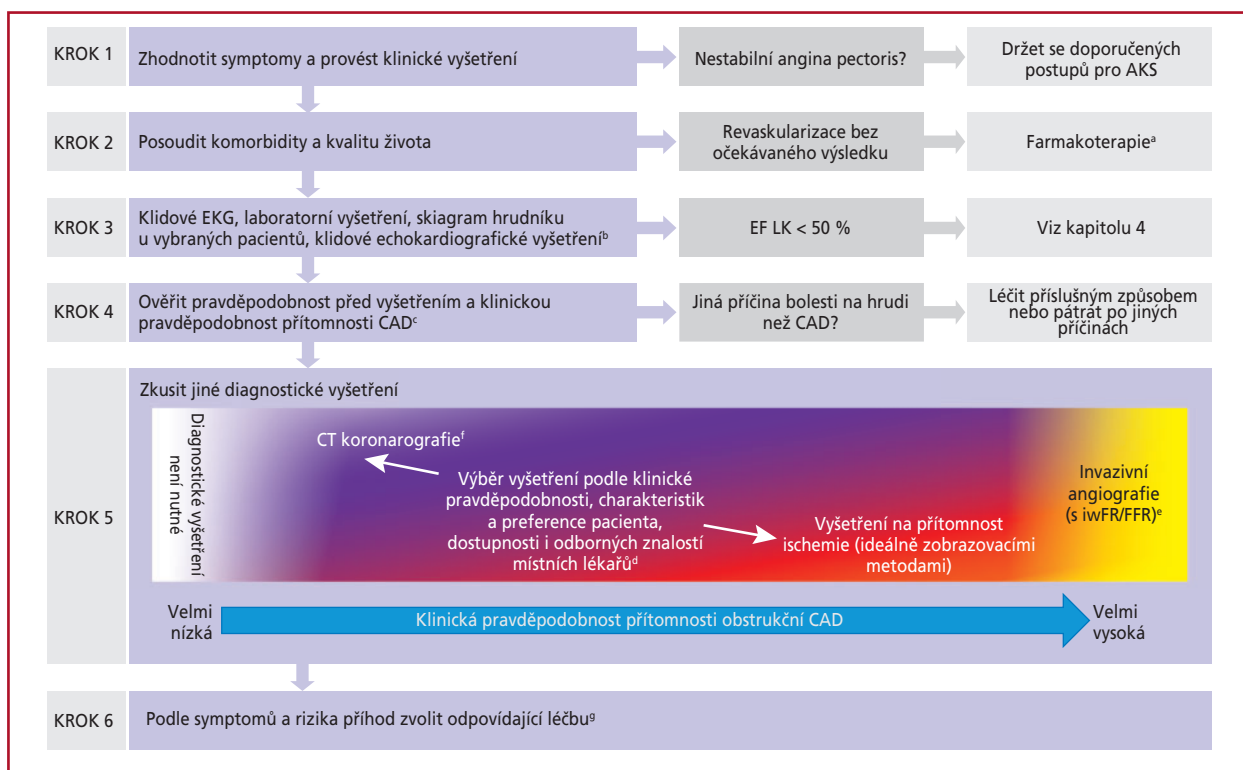 KROK 1
Zhodnotit symptomy a provést klinické vyšetření
Nestabilní angina pectoris?
Držet se doporučených
postupů pro AKS
KROK 2
Posoudit komorbidity a kvalitu života
Revaskularizace bez
očekávaného výsledku
Farmakoterapieᵃ
KROK 3
Klidové EKG, laboratorní vyšetření, skiagram hrudníku
u vybraných pacientů, klidové echokardiografické vyšetřeníᵇ
EF LK < 50 %
Viz kapitolu 4
KROK 4
Ověřit pravděpodobnost před vyšetřením a klinickou
pravděpodobnost přítomnosti CADᶜ
Jiná příčina bolesti na hrudi
než CAD?
Léčit příslušným způsobem
nebo pátrát po jiných
příčinách
KROK 5
Zkusit jiné diagnostické vyšetření
Diagnostické vyšetření
není nutné
CT koronarografieᶠ
Výběr vyšetření podle klinické
pravděpodobnosti, charakteristik
a preference pacienta,
dostupnosti i odborných znalostí
místních lékařůᵈ
Vyšetření na přítomnost
ischemie (ideálně zobrazovacími
metodami)
Invazivní
angiografie
(s iwFR/FFR)ᵉ
Velmi
nízká
Klinická pravděpodobnost přítomnosti obstrukční CAD
Velmi
vysoká
KROK 6
Podle symptomů a rizika příhod zvolit odpovídající léčbuᵍ